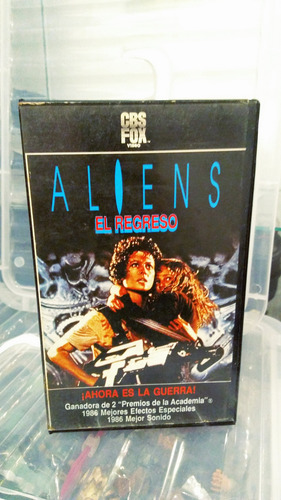 CBS
FOX
VIDEO
ALIENS
EL REGRESO
¡AHORA ES LA GUERRA!
Ganadora de 2 "Premios de la Academia"®
1986 Mejores Efectos Especiales
1986 Mejor Sonido